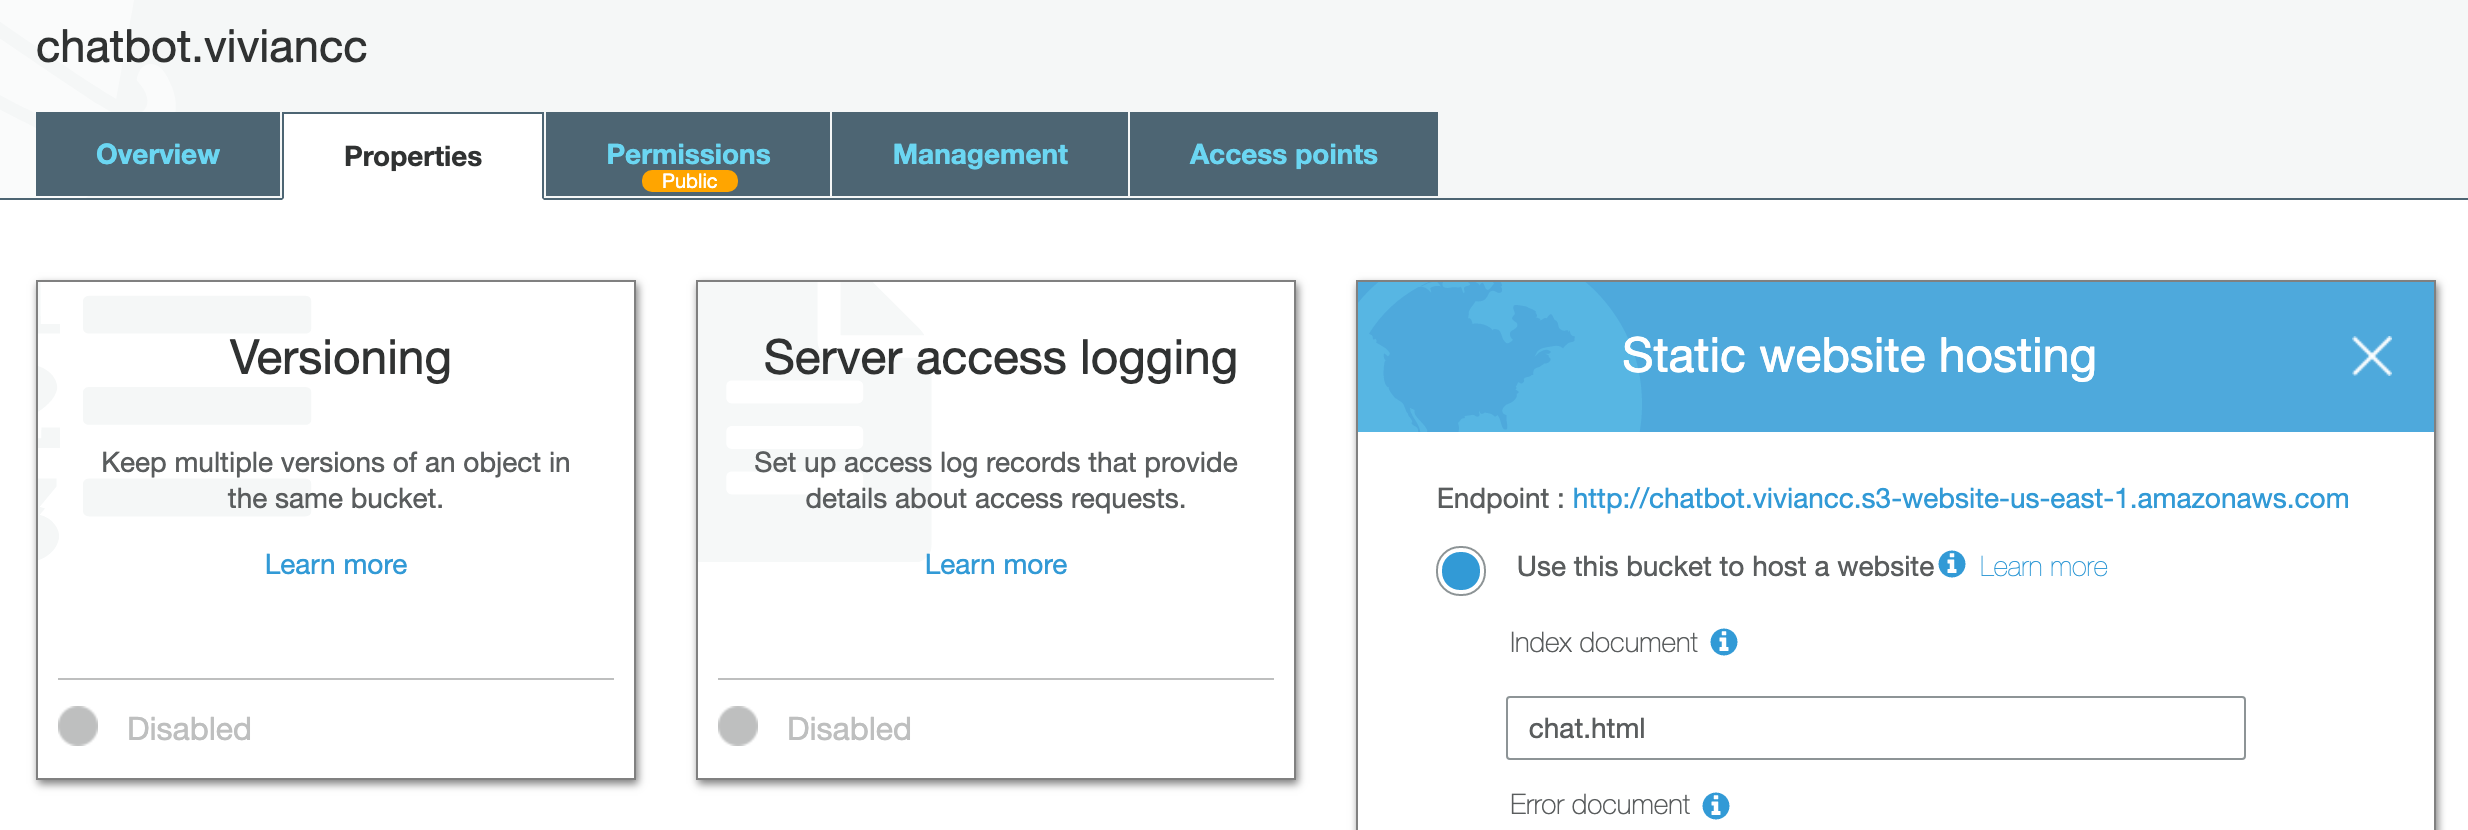 chatbot.viviancc
Overview
Properties
Permissions
Public
Management
Access points
Versioning
Keep multiple versions of an object in
the same bucket.
Learn more
Disabled
Server access logging
Set up access log records that provide
details about access requests.
Learn more
Disabled
Static website hosting
Endpoint : http://chatbot.viviancc.s3-website-us-east-1.amazonaws.com
Use this bucket to host a website Learn more
Index document
chat.html
Error document